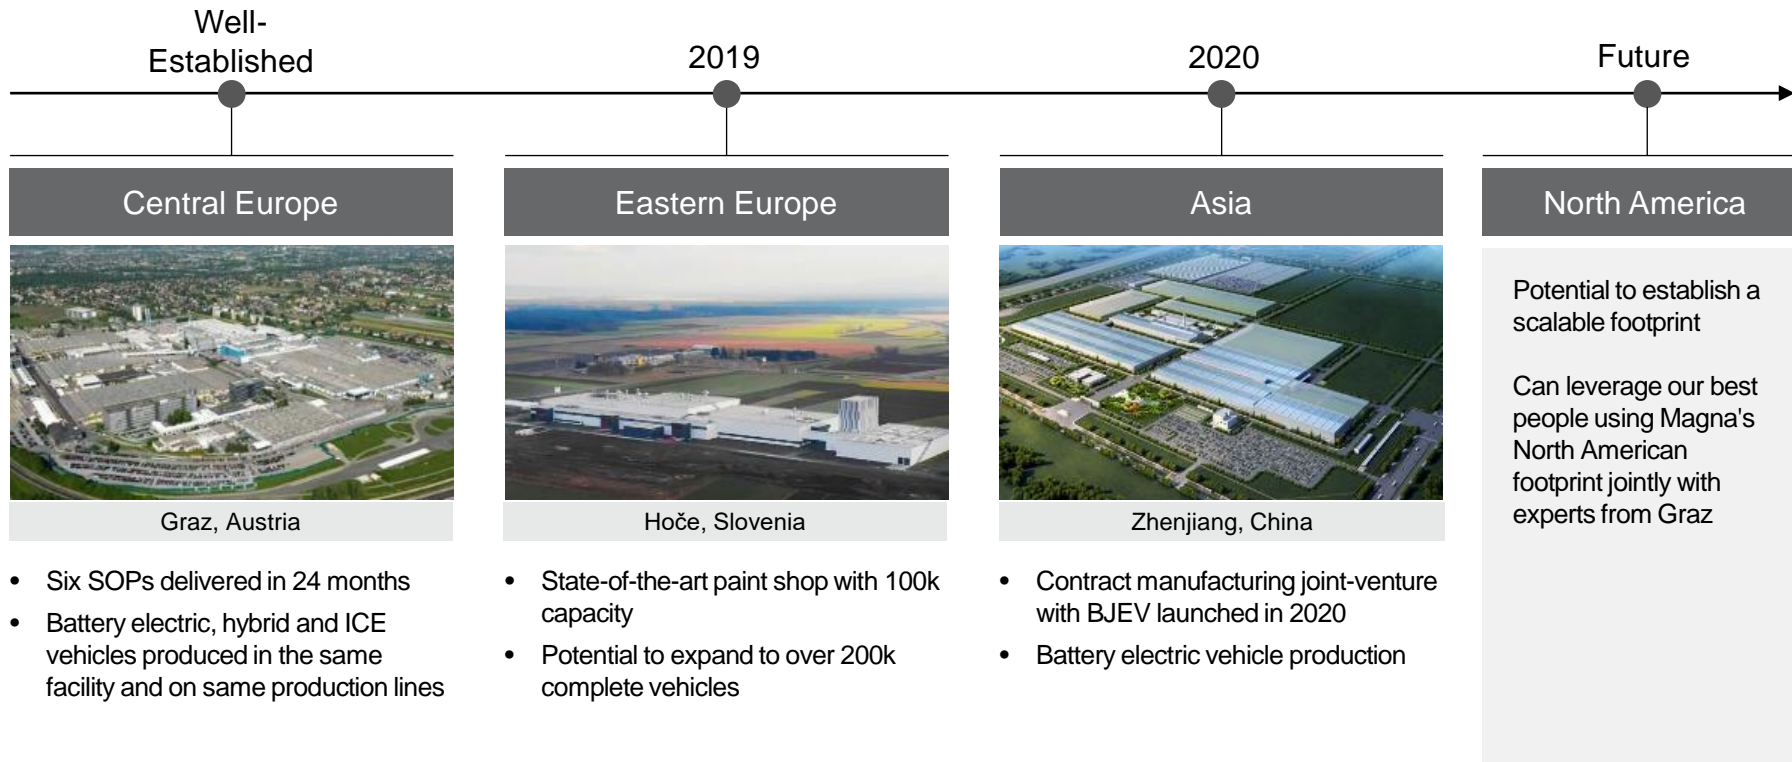 Well-
Established
2019
2020
Future
Central Europe
Eastern Europe
Asia
North America
Graz, Austria
Hoče, Slovenia
Zhenjiang, China
• Six SOPs delivered in 24 months
• Battery electric, hybrid and ICE
vehicles produced in the same
facility and on same production lines
• State-of-the-art paint shop with 100k
capacity
• Potential to expand to over 200k
complete vehicles
• Contract manufacturing joint-venture
with BJEV launched in 2020
• Battery electric vehicle production
Potential to establish a
scalable footprint
Can leverage our best
people using Magna's
North American
footprint jointly with
experts from Graz